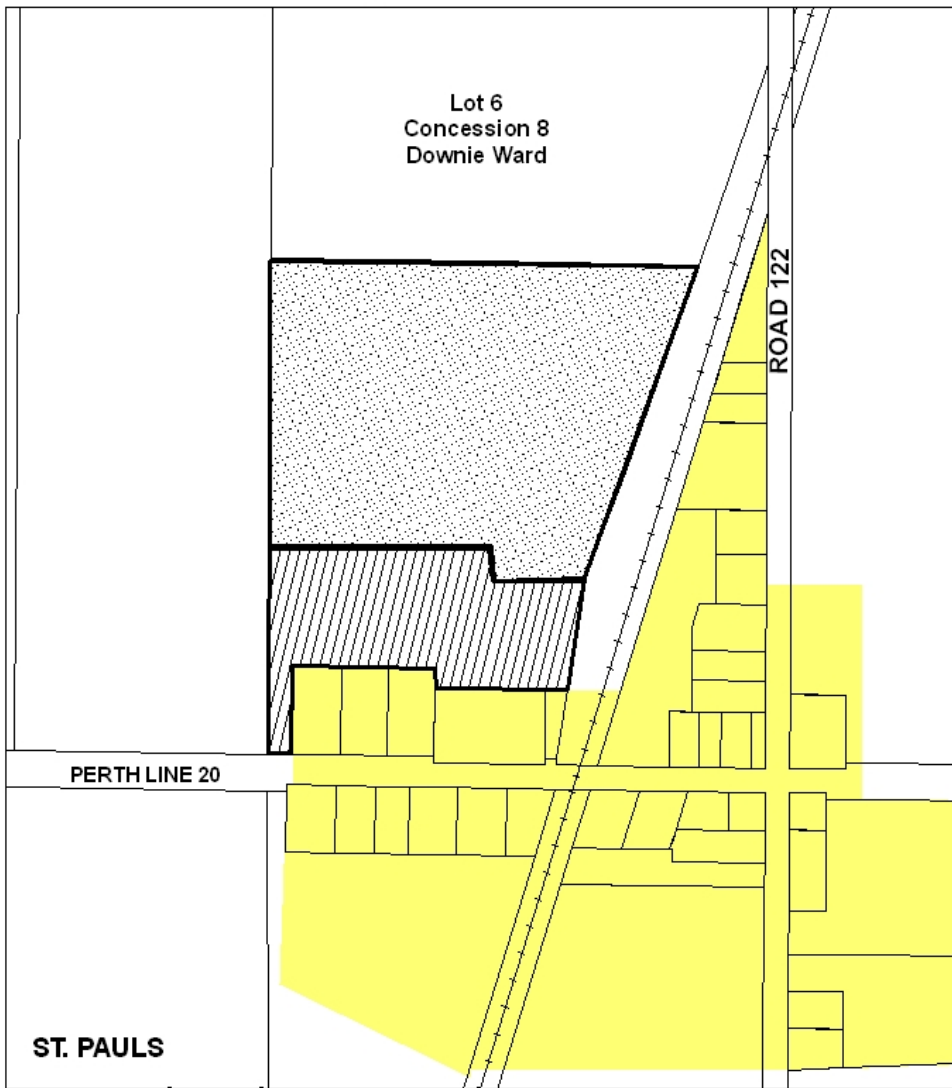 Lot 6
Concession 8
Downie Ward
ROAD 122
PERTH LINE 20
ST. PAULS